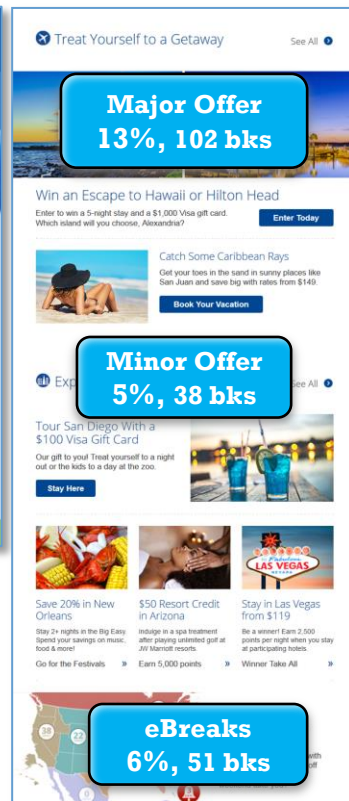 Treat Yourself to a Getaway
See All
Major Offer
13%, 102 bks
Win an Escape to Hawaii or Hilton Head
Enter to win a 5-night stay and a $1,000 Visa gift card.
Which island will you choose, Alexandria?
Enter Today
Catch Some Caribbean Rays
Get your toes in the sand in sunny places like
San Juan and save big with rates from $149.
Book Your Vacation
Minor Offer
5%, 38 bks
Exp
See All
Tour San Diego With a
$100 Visa Gift Card
Our gift to you! Treat yourself to a night
out or the kids to a day at the zoo.
Stay Here
LAS VEGAS
Save 20% in New
Orleans
Stay 2+ nights in the Big Easy.
Spend your savings on music,
food & more!
Go for the Festivals »
$50 Resort Credit
in Arizona
Indulge in a spa treatment
after playing unlimited golf at
JW Marriott resorts.
Earn 5,000 points »
Stay in Las Vegas
from $119
Be a winner! Earn 2,500
points per night when you stay
at participating hotels
Winner Take All »
38
22
eBreaks
6%, 51 bks
with
off